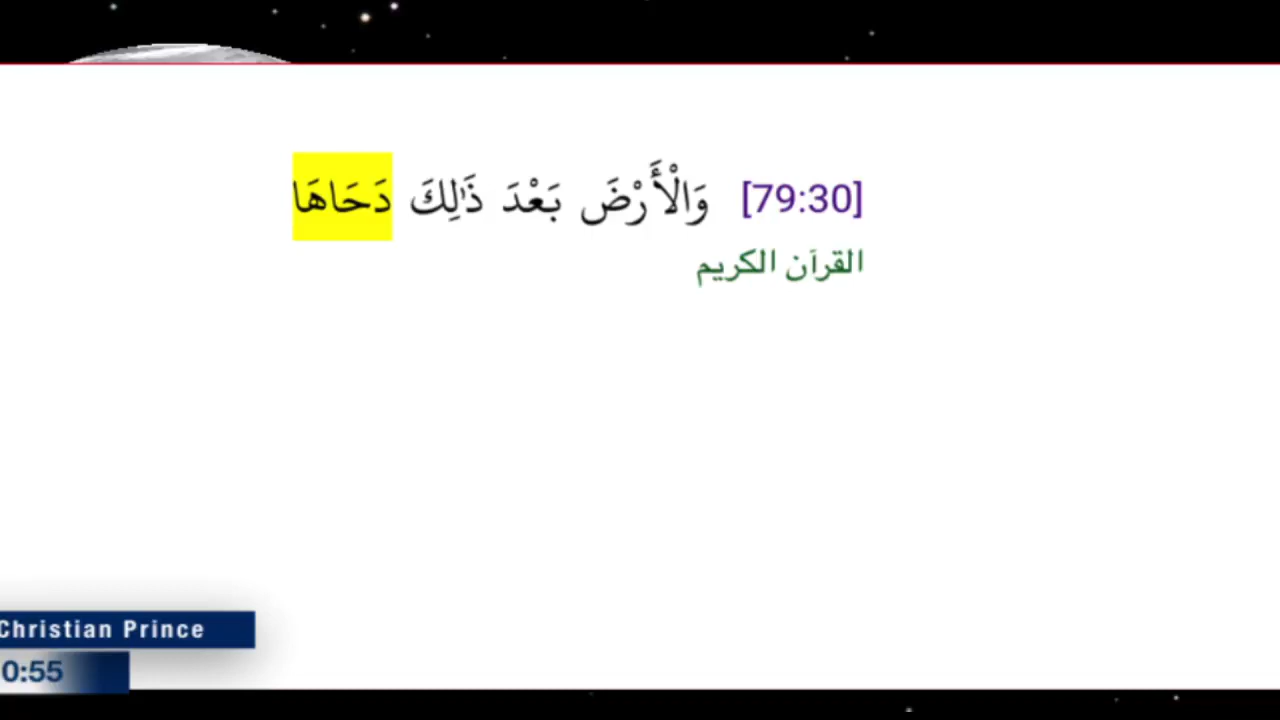 [79:30] وَالْأَرْضَ بَعْدَ ذَٰلِكَ دَحَاهَا
القرآن الكريم
Christian Prince
0:55